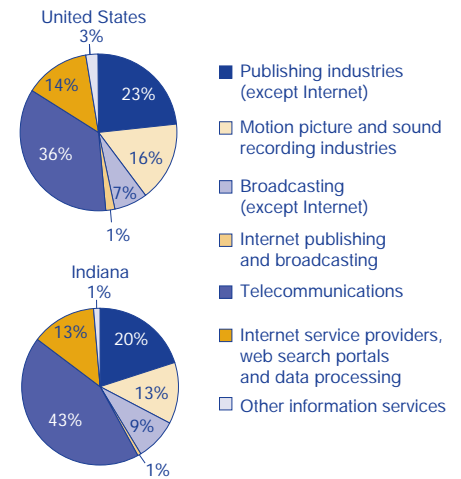 United States
3%
14%
23%
36%
16%
7%
1%
Indiana
1%
13%
20%
13%
43%
9%
1%
Publishing industries
(except Internet)
Motion picture and sound
recording industries
Broadcasting
(except Internet)
Internet publishing
and broadcasting
Telecommunications
Internet service providers,
web search portals
and data processing
Other information services